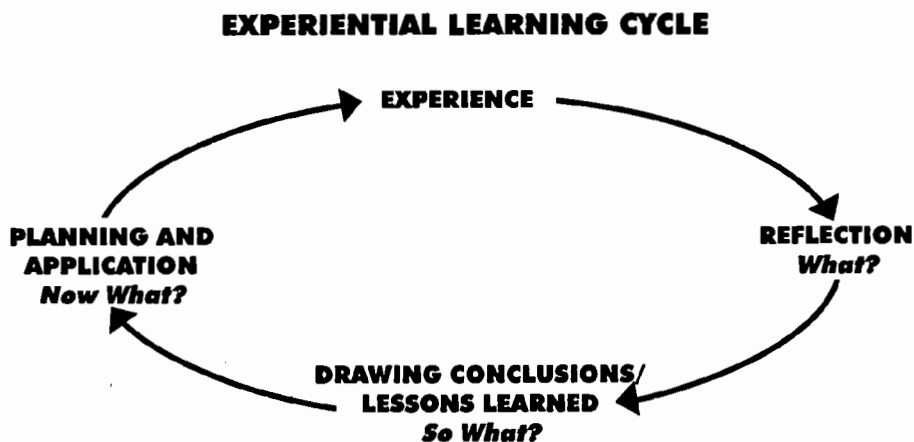 EXPERIENTIAL LEARNING CYCLE
EXPERIENCE
REFLECTION
What?
DRAWING CONCLUSIONS/
LESSONS LEARNED
So What?
PLANNING AND
APPLICATION
Now What?